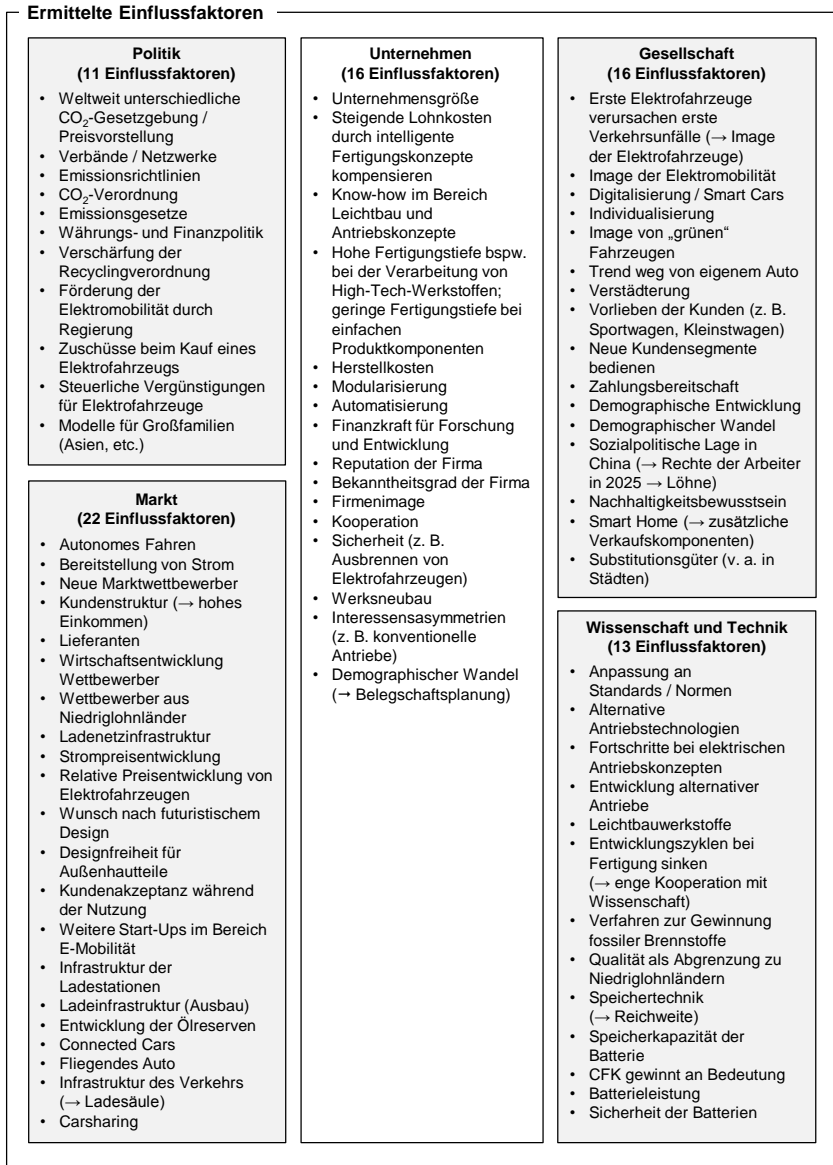 Ermittelte Einflussfaktoren
Politik
(11 Einflussfaktoren)
• Weltweit unterschiedliche
CO₂-Gesetzgebung /
Preisvorstellung
• Verbände / Netzwerke
• Emissionsrichtlinien
• CO₂-Verordnung
• Emissionsgesetze
• Währungs- und Finanzpolitik
• Verschärfung der
Recyclingverordnung
• Förderung der
Elektromobilität durch
Regierung
• Zuschüsse beim Kauf eines
Elektrofahrzeugs
• Steuerliche Vergünstigungen
für Elektrofahrzeuge
• Modelle für Großfamilien
(Asien, etc.)
Markt
(22 Einflussfaktoren)
• Autonomes Fahren
• Bereitstellung von Strom
• Neue Marktwettbewerber
• Kundenstruktur (→ hohes
Einkommen)
• Lieferanten
• Wirtschaftsentwicklung
Wettbewerber
• Wettbewerber aus
Niedriglohnländer
• Ladenetzinfrastruktur
• Strompreisentwicklung
• Relative Preisentwicklung von
Elektrofahrzeugen
• Wunsch nach futuristischem
Design
• Designfreiheit für
Außenhautteile
• Kundenakzeptanz während
der Nutzung
• Weitere Start-Ups im Bereich
E-Mobilität
• Infrastruktur der
Ladestationen
• Ladeinfrastruktur (Ausbau)
• Entwicklung der Ölreserven
• Connected Cars
• Fliegendes Auto
• Infrastruktur des Verkehrs
(→ Ladesäule)
• Carsharing
Unternehmen
(16 Einflussfaktoren)
• Unternehmensgröße
• Steigende Lohnkosten
durch intelligente
Fertigungskonzepte
kompensieren
• Know-how im Bereich
Leichtbau und
Antriebskonzepte
• Hohe Fertigungstiefe bspw.
bei der Verarbeitung von
High-Tech-Werkstoffen;
geringe Fertigungstiefe bei
einfachen
Produktkomponenten
• Herstellkosten
• Modularisierung
• Automatisierung
• Finanzkraft für Forschung
und Entwicklung
• Reputation der Firma
• Bekanntheitsgrad der Firma
• Firmenimage
• Kooperation
• Sicherheit (z. B.
Ausbrennen von
Elektrofahrzeugen)
• Werksneubau
• Interessensasymmetrien
(z. B. konventionelle
Antriebe)
• Demographischer Wandel
(→ Belegschaftsplanung)
Gesellschaft
(16 Einflussfaktoren)
• Erste Elektrofahrzeuge
verursachen erste
Verkehrsunfälle (→ Image
der Elektrofahrzeuge)
• Image der Elektromobilität
• Digitalisierung / Smart Cars
• Individualisierung
• Image von „grünen“
Fahrzeugen
• Trend weg von eigenem Auto
• Verstädterung
• Vorlieben der Kunden (z. B.
Sportwagen, Kleinstwagen)
• Neue Kundensegmente
bedienen
• Zahlungsbereitschaft
• Demographische Entwicklung
• Demographischer Wandel
• Sozialpolitische Lage in
China (→ Rechte der Arbeiter
in 2025 → Löhne)
• Nachhaltigkeitsbewusstsein
• Smart Home (→ zusätzliche
Verkaufskomponenten)
• Substitutionsgüter (v. a. in
Städten)
Wissenschaft und Technik
(13 Einflussfaktoren)
• Anpassung an
Standards / Normen
• Alternative
Antriebstechnologien
• Fortschritte bei elektrischen
Antriebskonzepten
• Entwicklung alternativer
Antriebe
• Leichtbauwerkstoffe
• Entwicklungszyklen bei
Fertigung sinken
(→ enge Kooperation mit
Wissenschaft)
• Verfahren zur Gewinnung
fossiler Brennstoffe
• Qualität als Abgrenzung zu
Niedriglohnländern
• Speichertechnik
(→ Reichweite)
• Speicherkapazität der
Batterie
• CFK gewinnt an Bedeutung
• Batterieleistung
• Sicherheit der Batterien